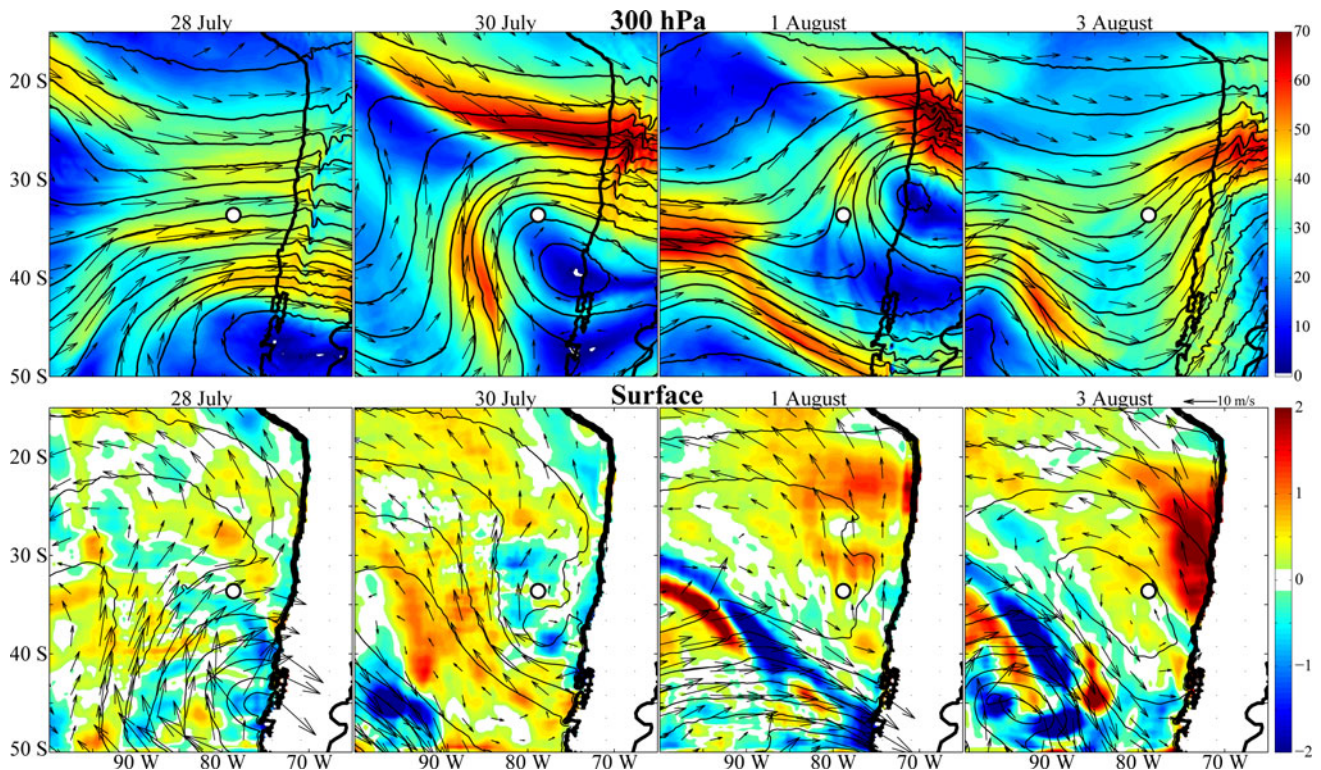 300 hPa
28 July 30 July 1 August 3 August
70
20 S
60
50
30 S
40
30
40 S
20
10
50 S
0
Surface
28 July 30 July 1 August 3 August
10 m/s
2
20 S
1
30 S
0
40 S
−1
50 S
−2
90 W 80 W 70 W 90 W 80 W 70 W 90 W 80 W 70 W 90 W 80 W 70 W